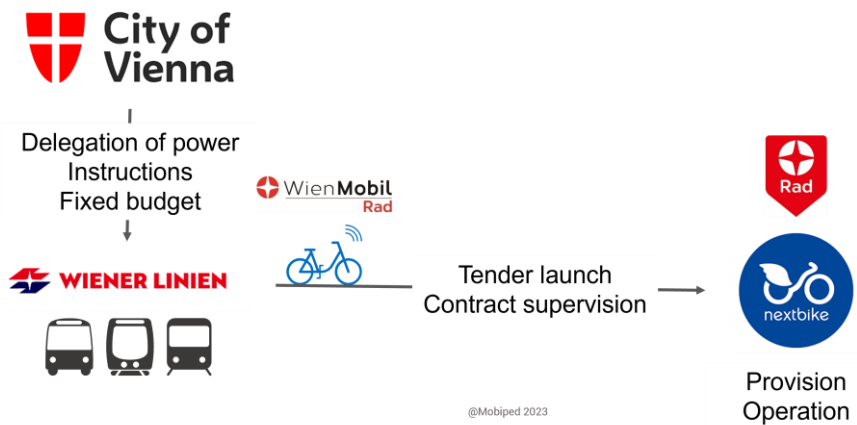 City of
Vienna
Delegation of power
Instructions
Fixed budget
WIENER LINIEN
WienMobil
Rad
Tender launch
Contract supervision
Rad
nextbike
Provision
Operation
@Mobiped 2023